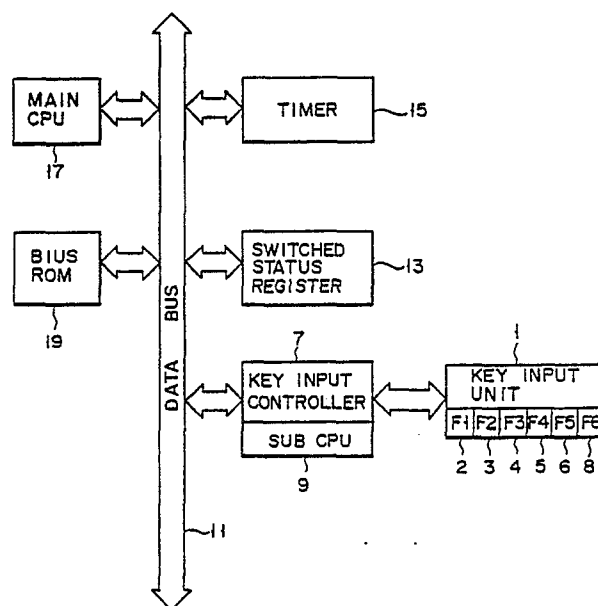 MAIN
CPU
17
TIMER
15
BIUS
ROM
19
SWITCHED
STATUS
REGISTER
13
DATA BUS
7
KEY INPUT
CONTROLLER
SUB CPU
9
1
KEY INPUT
UNIT
F1 F2 F3 F4 F5 F6
2 3 4 5 6 8
11